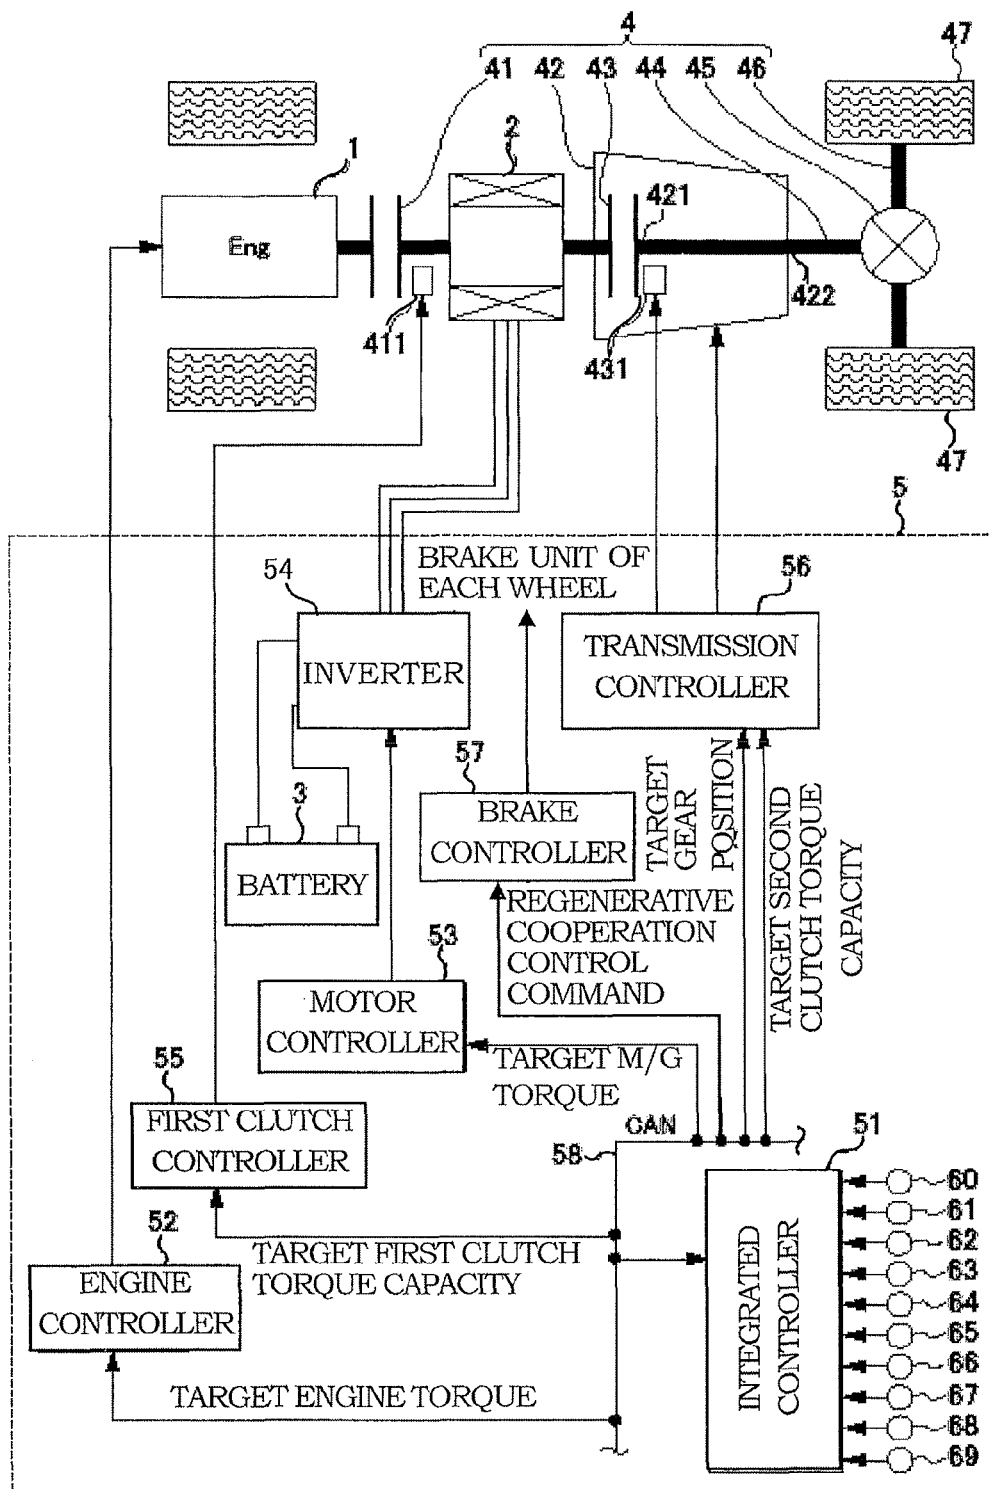 4
47
41 42 43 44 45 46
2
1
421
Eng
422
411
431
47
5
BRAKE UNIT OF
EACH WHEEL
54
56
INVERTER
TRANSMISSION
CONTROLLER
57
3
BRAKE
CONTROLLER
TARGET
GEAR
POSITION
TARGET SECOND
CLUTCH TORQUE
CAPACITY
BATTERY
REGENERATIVE
COOPERATION
CONTROL
COMMAND
53
MOTOR
CONTROLLER
TARGET M/G
TORQUE
55
FIRST CLUTCH
CONTROLLER
CAN
58
51
60
61
62
63
64
65
66
67
68
69
INTEGRATED
CONTROLLER
52
TARGET FIRST CLUTCH
TORQUE CAPACITY
ENGINE
CONTROLLER
TARGET ENGINE TORQUE